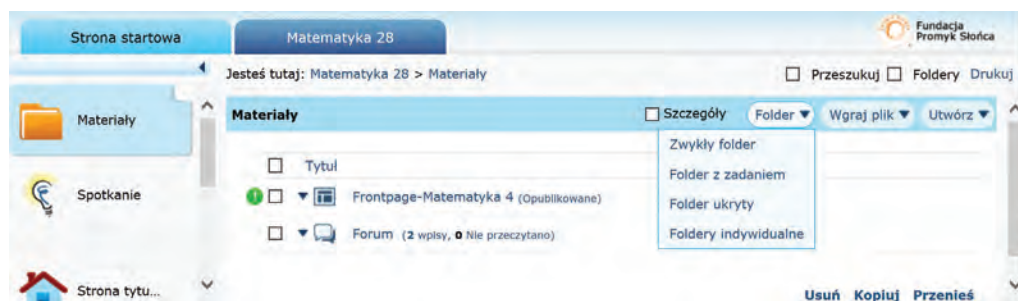 Strona startowa
Matematyka 28
Fundacja
Promyk Słońca
Jesteś tutaj: Matematyka 28 > Materiały
Przeszukuj Foldery Drukuj
Materiały
Materiały
Szczegóły Folder Wgraj plik Utwórz
Zwykły folder
Folder z zadaniem
Folder ukryty
Foldery indywidualne
Tytuł
Spotkanie
Frontpage-Matematyka 4 (Opublikowane)
Forum (2 wpisy, 0 Nie przeczytano)
Strona tytu...
Usuń Kopiuj Przenieś